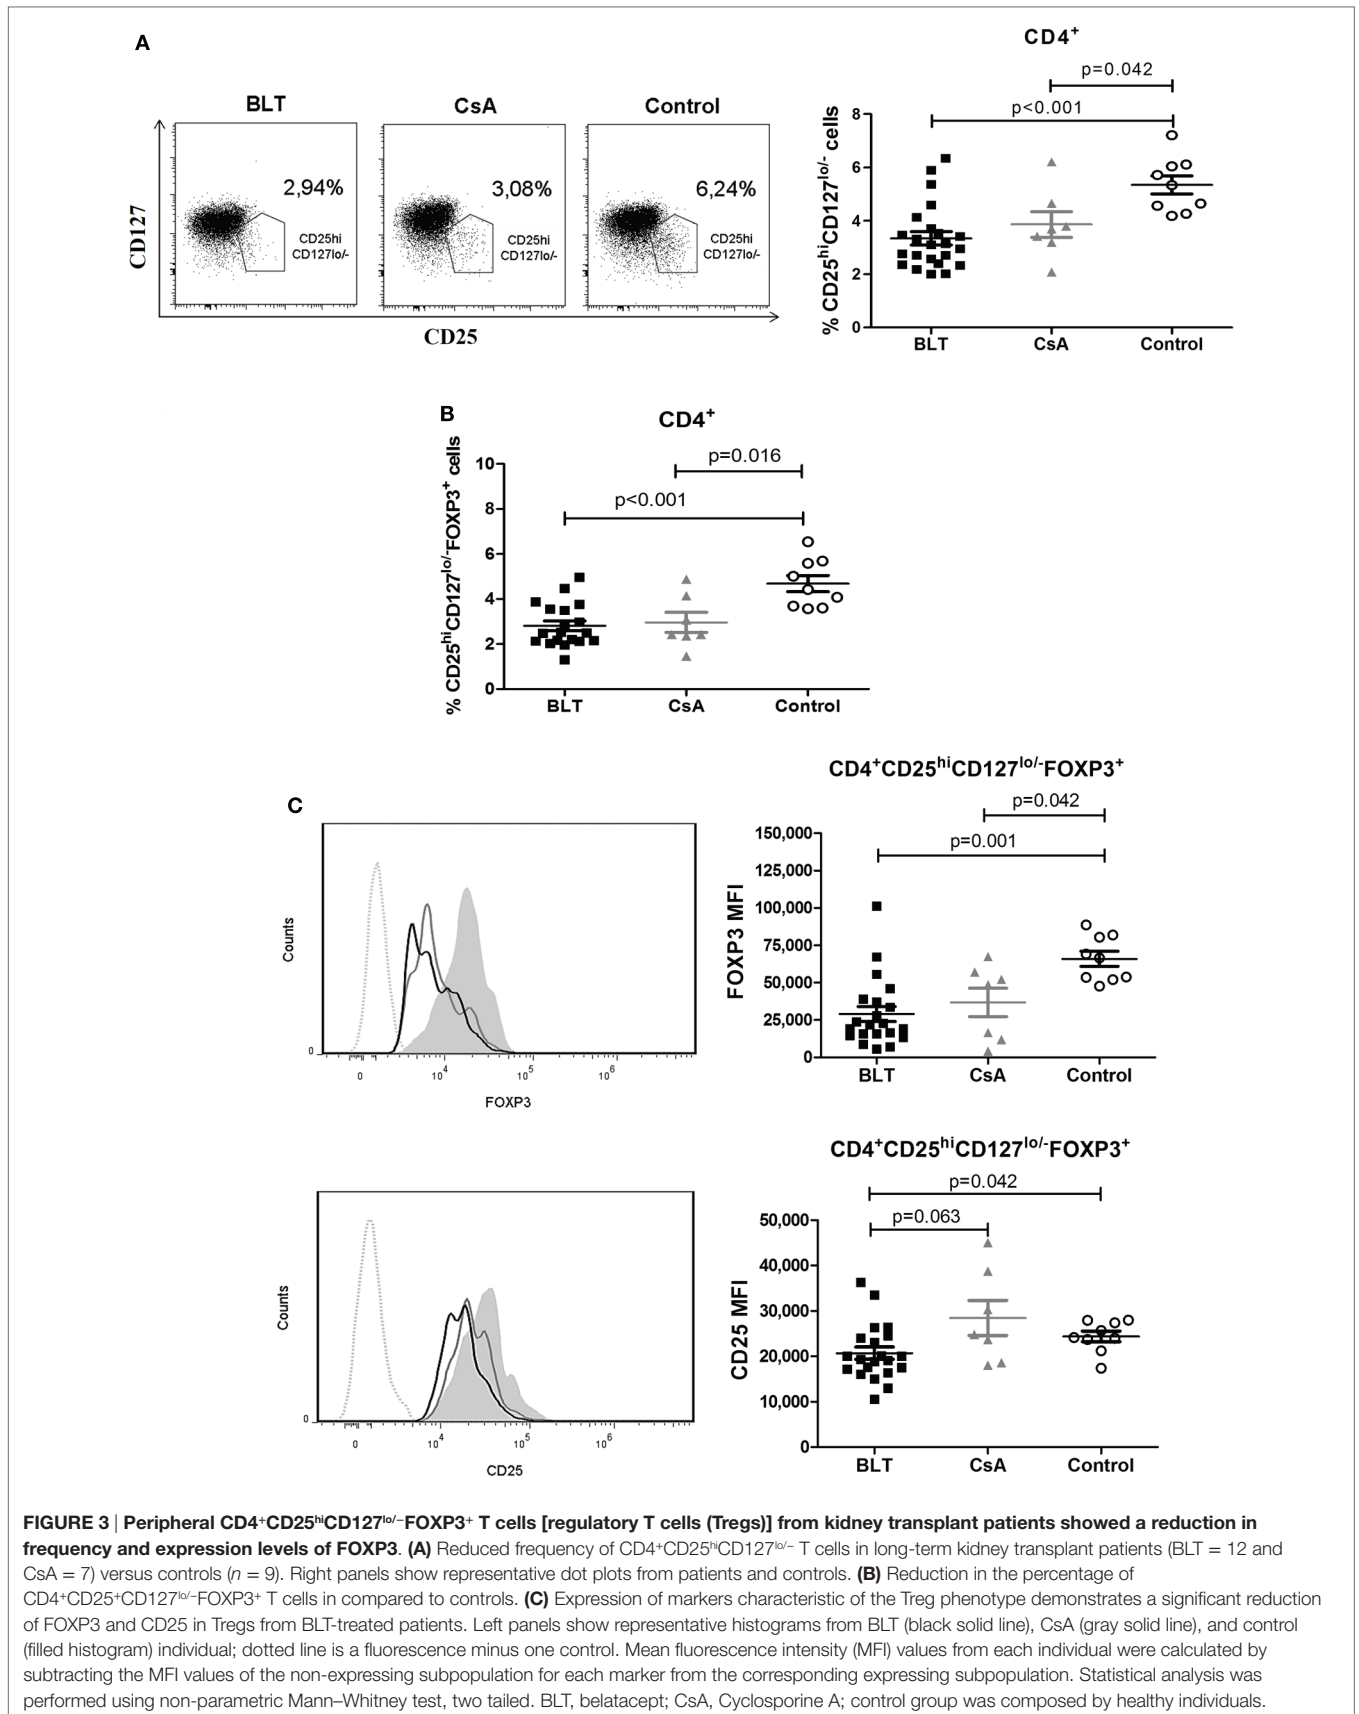 A
BLT
CsA
Control
2,94%
3,08%
6,24%
CD25hi
CD127lo/-
CD25hi
CD127lo/-
CD25hi
CD127lo/-
CD127
CD25
CD4⁺
p=0.042
p<0.001
% CD25ʰⁱCD127ˡᵒ/⁻ cells
8
6
4
2
0
BLT
CsA
Control
B
CD4⁺
p=0.016
p<0.001
% CD25ʰⁱCD127ˡᵒ/⁻FOXP3⁺ cells
10
8
6
4
2
0
BLT
CsA
Control
C
Counts
0
0
10⁴
10⁵
10⁶
FOXP3
CD4⁺CD25ʰⁱCD127ˡᵒ/⁻FOXP3⁺
p=0.042
p=0.001
FOXP3 MFI
150,000
125,000
100,000
75,000
50,000
25,000
0
BLT
CsA
Control
Counts
0
0
10⁴
10⁵
10⁶
CD25
CD4⁺CD25ʰⁱCD127ˡᵒ/⁻FOXP3⁺
p=0.042
p=0.063
CD25 MFI
50,000
40,000
30,000
20,000
10,000
0
BLT
CsA
Control
FIGURE 3 | Peripheral CD4⁺CD25ʰⁱCD127ˡᵒ/⁻FOXP3⁺ T cells [regulatory T cells (Tregs)] from kidney transplant patients showed a reduction in
frequency and expression levels of FOXP3. (A) Reduced frequency of CD4⁺CD25ʰⁱCD127ˡᵒ/⁻ T cells in long-term kidney transplant patients (BLT = 12 and
CsA = 7) versus controls (n = 9). Right panels show representative dot plots from patients and controls. (B) Reduction in the percentage of
CD4⁺CD25⁺CD127ˡᵒ/⁻FOXP3⁺ T cells in compared to controls. (C) Expression of markers characteristic of the Treg phenotype demonstrates a significant reduction
of FOXP3 and CD25 in Tregs from BLT-treated patients. Left panels show representative histograms from BLT (black solid line), CsA (gray solid line), and control
(filled histogram) individual; dotted line is a fluorescence minus one control. Mean fluorescence intensity (MFI) values from each individual were calculated by
subtracting the MFI values of the non-expressing subpopulation for each marker from the corresponding expressing subpopulation. Statistical analysis was
performed using non-parametric Mann–Whitney test, two tailed. BLT, belatacept; CsA, Cyclosporine A; control group was composed by healthy individuals.